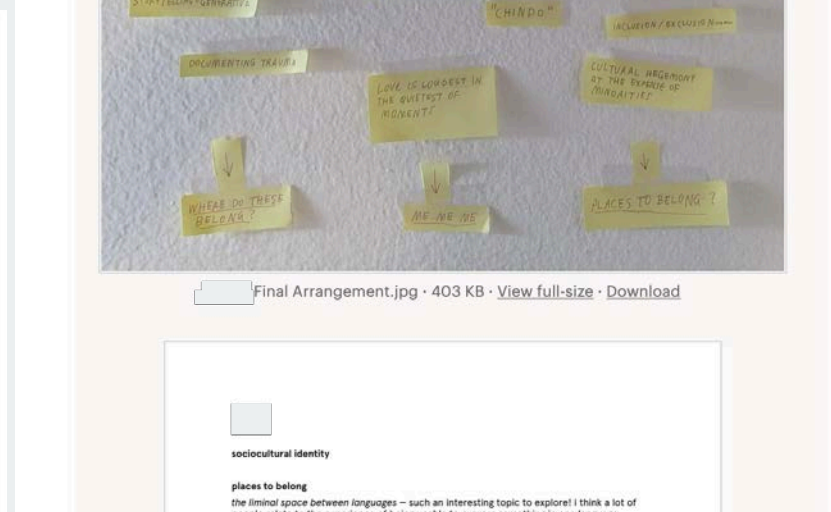 STORYTELLING + GENERATIVE
"CHINDO"
INCLUSION / EXCLUSION
DOCUMENTING TRAUMA
LOVE IS LOUDEST IN
THE QUIETEST OF
MOMENTS
CULTURAL HEGEMONY
AT THE EXPENSE OF
MINORITIES
↓
↓
↓
WHERE DO THESE
BELONG?
ME ME ME
PLACES TO BELONG?
Final Arrangement.jpg · 403 KB · View full-size · Download
sociocultural identity
places to belong
the liminal space between languages – such an interesting topic to explore! I think a lot of